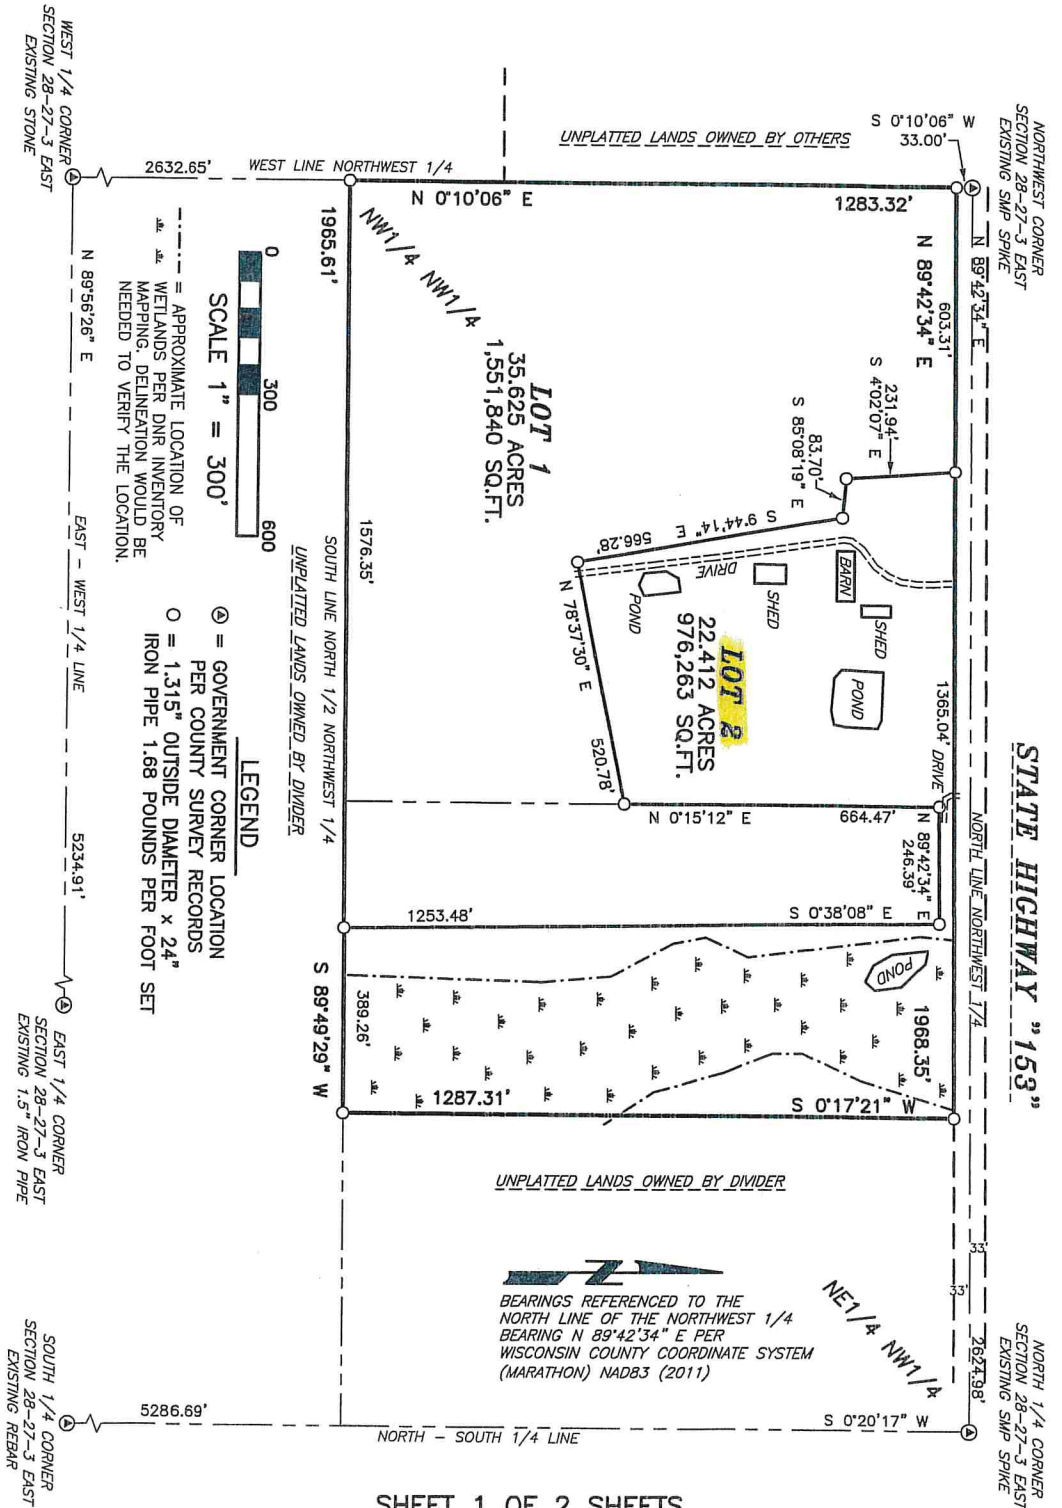 STATE HIGHWAY "153"
NORTHWEST CORNER
SECTION 28-27-3 EAST
EXISTING SMP SPIKE
S 0°10'06" W
33.00'
N 89°42'34" E
NORTH LINE NORTHWEST 1/4
2624.98'
33'
33'
NORTH 1/4 CORNER
SECTION 28-27-3 EAST
EXISTING SMP SPIKE
UNPLATTED LANDS OWNED BY OTHERS
1283.32'
N 0°10'06" E
WEST LINE NORTHWEST 1/4
2632.65'
WEST 1/4 CORNER
SECTION 28-27-3 EAST
EXISTING STONE
603.31'
N 89°42'34" E
231.94'
S 4°02'07" E
83.70'
S 85°08'19" E
S 9°44'14" E
566.28'
N 78°37'30" E
520.78'
N 0°15'12" E
664.47'
1365.04'
DRIVE
N 89°42'34" E
246.39'
1968.35'
SHED
BARN
SHED
DRIVE
POND
POND
POND
LOT 2
22.412 ACRES
976,263 SQ.FT.
LOT 1
35.625 ACRES
1,551,840 SQ.FT.
NW1/4 NW1/4
NE1/4 NW1/4
S 0°38'08" E
1253.48'
S 0°17'21" W
1287.31'
1965.61'
1576.35'
389.26'
S 89°49'29" W
SOUTH LINE NORTH 1/2 NORTHWEST 1/4
UNPLATTED LANDS OWNED BY DIVIDER
UNPLATTED LANDS OWNED BY DIVIDER
N
BEARINGS REFERENCED TO THE
NORTH LINE OF THE NORTHWEST 1/4
BEARING N 89°42'34" E PER
WISCONSIN COUNTY COORDINATE SYSTEM
(MARATHON) NAD83 (2011)
S 0°20'17" W
NORTH - SOUTH 1/4 LINE
5286.69'
SOUTH 1/4 CORNER
SECTION 28-27-3 EAST
EXISTING REBAR
0 300 600
SCALE 1" = 300'
= APPROXIMATE LOCATION OF
WETLANDS PER DNR INVENTORY
MAPPING. DELINEATION WOULD BE
NEEDED TO VERIFY THE LOCATION.
LEGEND
= GOVERNMENT CORNER LOCATION
PER COUNTY SURVEY RECORDS
O = 1.315" OUTSIDE DIAMETER x 24"
IRON PIPE 1.68 POUNDS PER FOOT SET
N 89°56'26" E
EAST - WEST 1/4 LINE
5234.91'
EAST 1/4 CORNER
SECTION 28-27-3 EAST
EXISTING 1.5" IRON PIPE
SHEET 1 OF 2 SHEETS